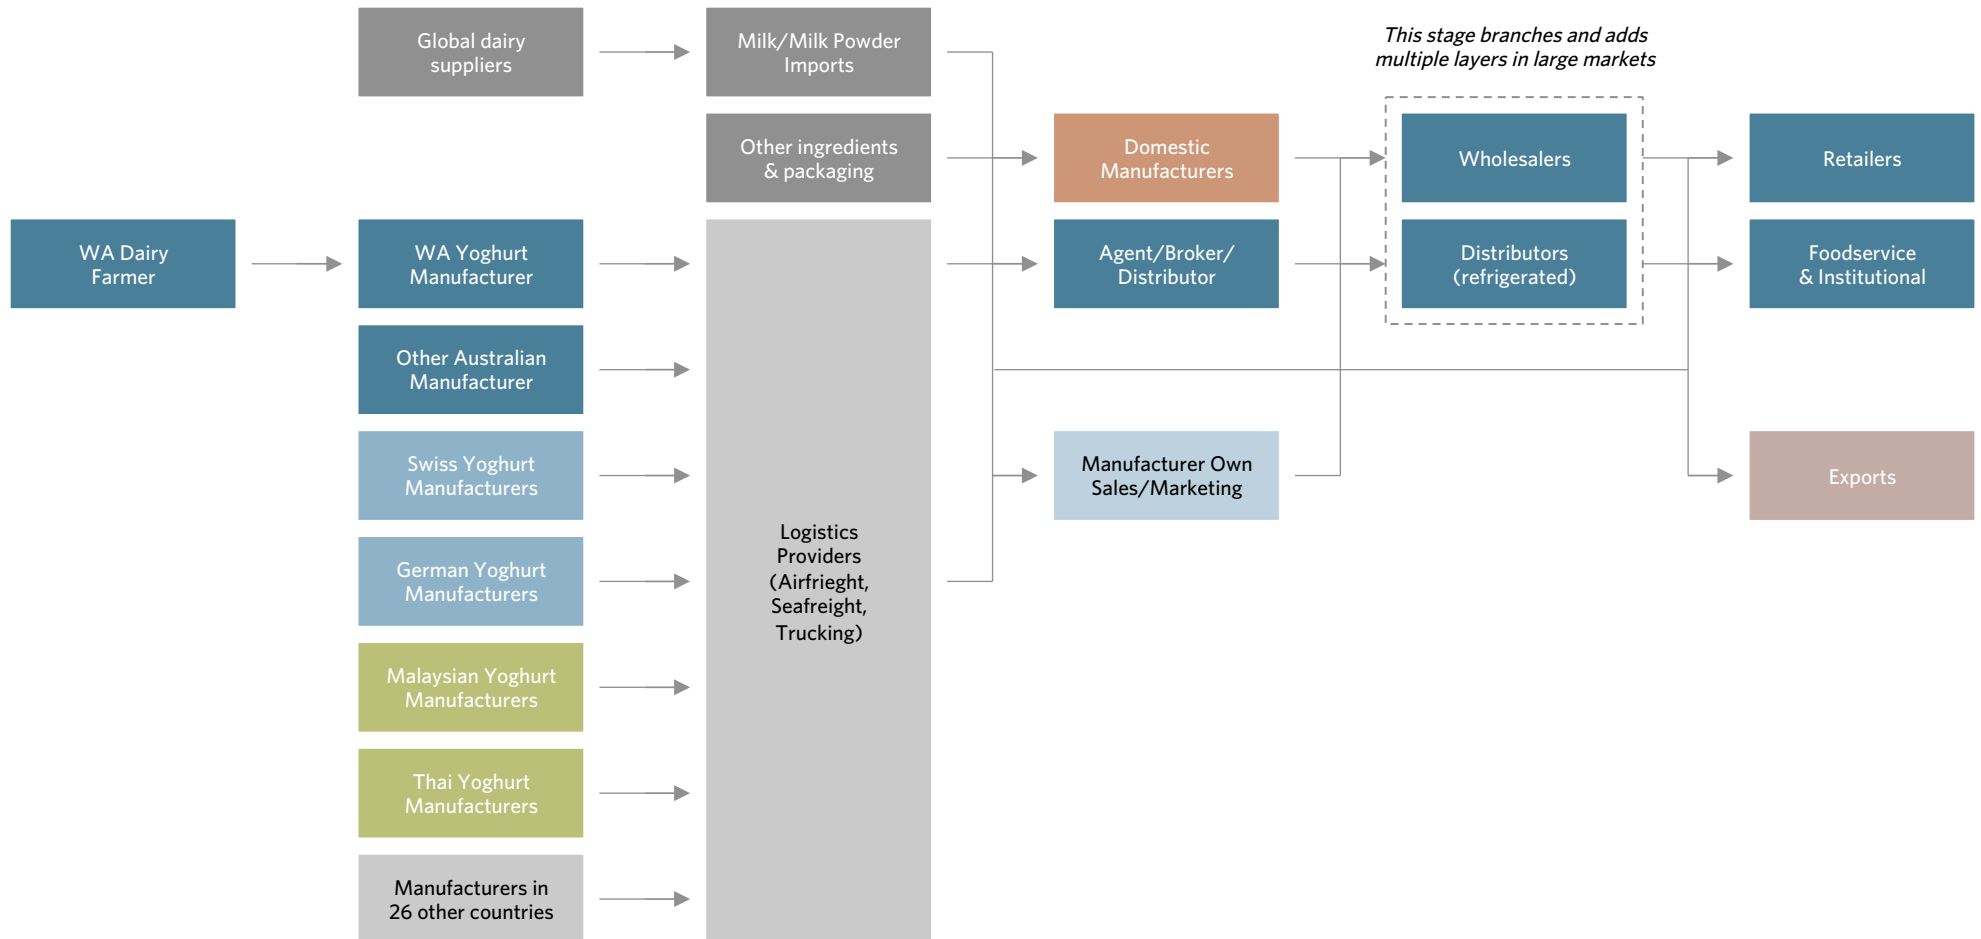 Global dairy
suppliers
Milk/Milk Powder
Imports
This stage branches and adds
multiple layers in large markets
Other ingredients
& packaging
Domestic
Manufacturers
Wholesalers
Retailers
WA Dairy
Farmer
WA Yoghurt
Manufacturer
Agent/Broker/
Distributor
Distributors
(refrigerated)
Foodservice
& Institutional
Other Australian
Manufacturer
Swiss Yoghurt
Manufacturers
Manufacturer Own
Sales/Marketing
Exports
German Yoghurt
Manufacturers
Logistics
Providers
(Airfrieght,
Seafreight,
Trucking)
Malaysian Yoghurt
Manufacturers
Thai Yoghurt
Manufacturers
Manufacturers in
26 other countries